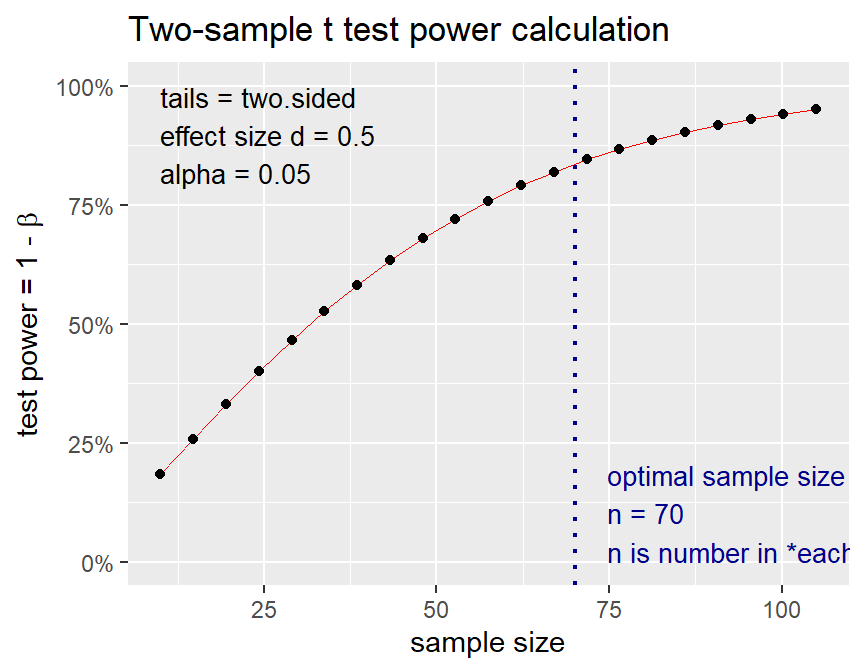 Two-sample t test power calculation
100%
75%
50%
25%
0%
test power = 1 - β
tails = two.sided
effect size d = 0.5
alpha = 0.05
optimal sample size
n = 70
n is number in *each
25
50
75
100
sample size